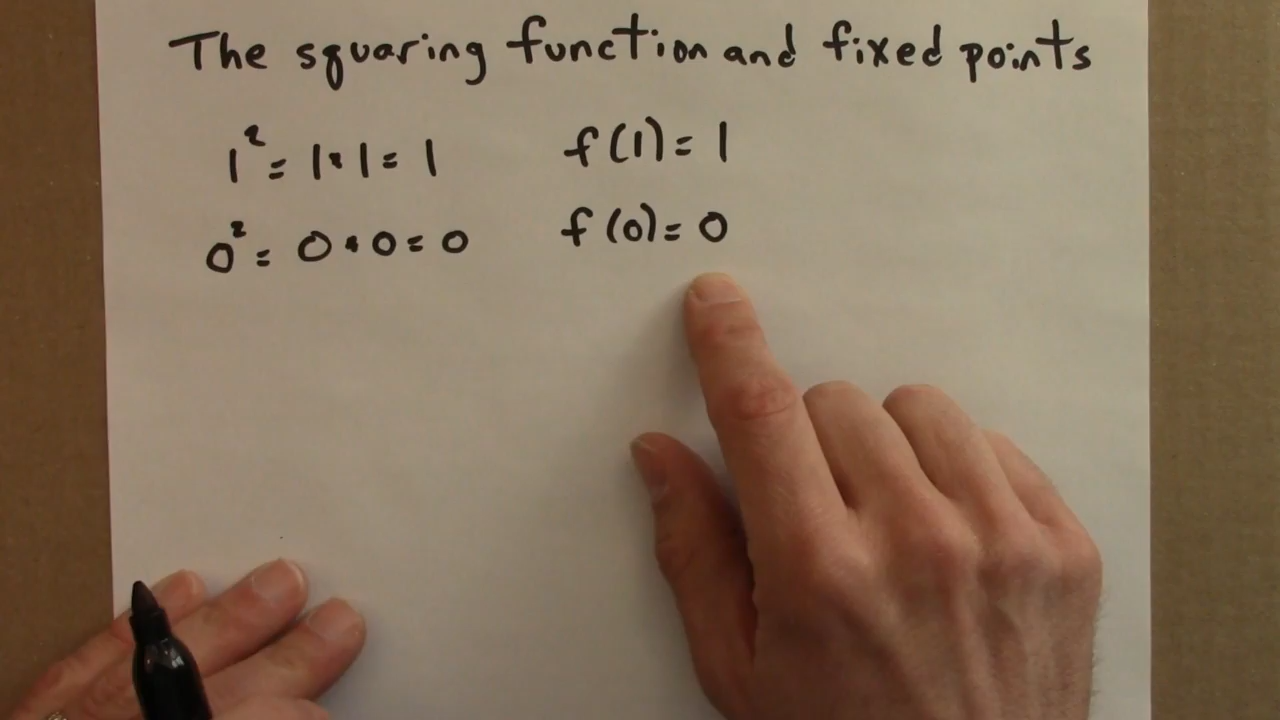 The squaring function and fixed points
1² = 1 · 1 = 1 f(1) = 1
0² = 0 · 0 = 0 f(0) = 0